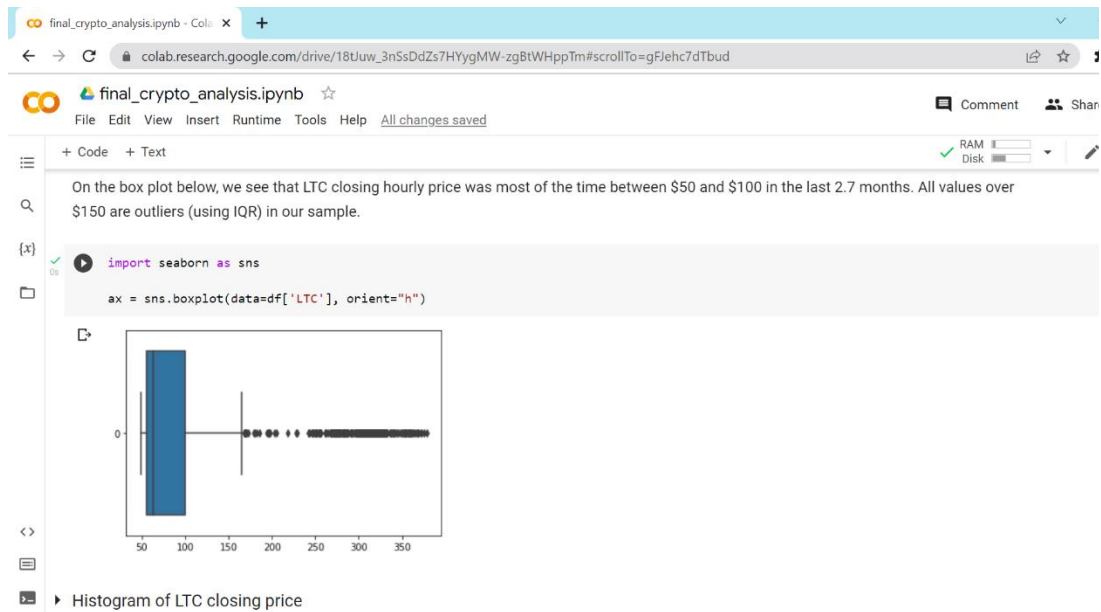 final_crypto_analysis.ipynb - Cola
colab.research.google.com/drive/18tJuw_3nSsDdZs7HYygMW-zgBtWHppTm#scrollTo=gFJehc7dTbud
final_crypto_analysis.ipynb
Comment
Shar
File Edit View Insert Runtime Tools Help All changes saved
+ Code + Text
RAM
Disk
On the box plot below, we see that LTC closing hourly price was most of the time between $50 and $100 in the last 2.7 months. All values over
$150 are outliers (using IQR) in our sample.
{x}
0s
import seaborn as sns
ax = sns.boxplot(data=df['LTC'], orient="h")
0
50 100 150 200 250 300 350
Histogram of LTC closing price